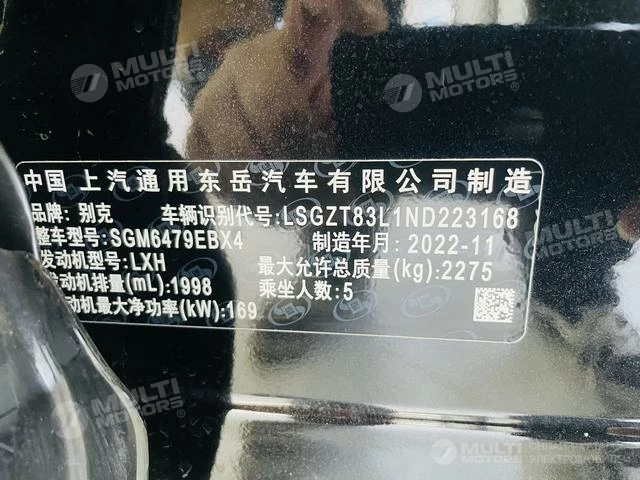 中国 上汽通用东岳汽车有限公司制造
品牌: 别克 车辆识别代号: LSGZT83L1ND223168
整车型号: SGM6479EBX4 制造年月: 2022-11
发动机型号: LXH 最大允许总质量(kg): 2275
发动机排量(mL): 1998 乘坐人数: 5
动机最大净功率(kW): 169
MULTI MOTORS
MULTI MOTORS
MULTI MOTORS
MULTI MOTORS